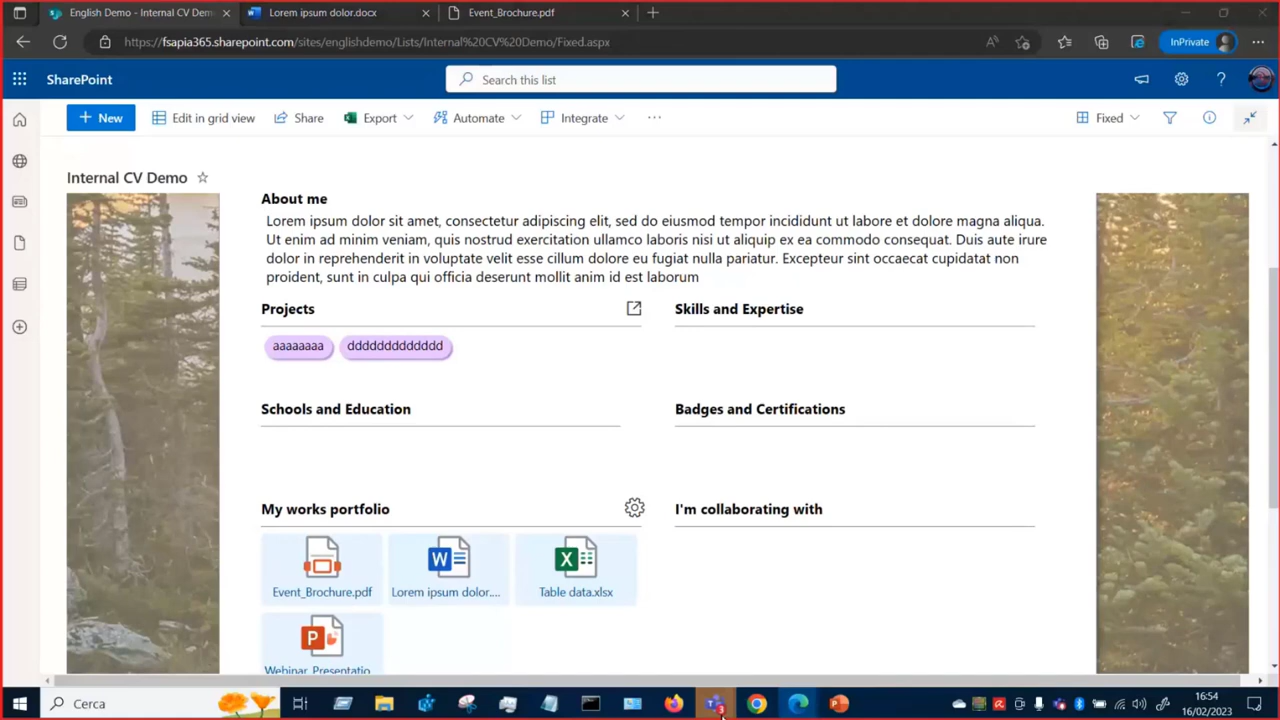 English Demo - Internal CV Dem
Lorem ipsum dolor.docx
Event_Brochure.pdf
https://fsapia365.sharepoint.com/sites/englishdemo/Lists/Internal%20CV%20Demo/Fixed.aspx
InPrivate
SharePoint
Search this list
New
Edit in grid view
Share
Export
Automate
Integrate
Fixed
Internal CV Demo
About me
Lorem ipsum dolor sit amet, consectetur adipiscing elit, sed do eiusmod tempor incididunt ut labore et dolore magna aliqua.
Ut enim ad minim veniam, quis nostrud exercitation ullamco laboris nisi ut aliquip ex ea commodo consequat. Duis aute irure
dolor in reprehenderit in voluptate velit esse cillum dolore eu fugiat nulla pariatur. Excepteur sint occaecat cupidatat non
proident, sunt in culpa qui officia deserunt mollit anim id est laborum
Projects
Skills and Expertise
aaaaaaaa
ddddddddddddd
Schools and Education
Badges and Certifications
My works portfolio
I'm collaborating with
Event_Brochure.pdf
Lorem ipsum dolor....
Table data.xlsx
Webinar_Presentatio
Cerca
3
16:54
16/02/2023